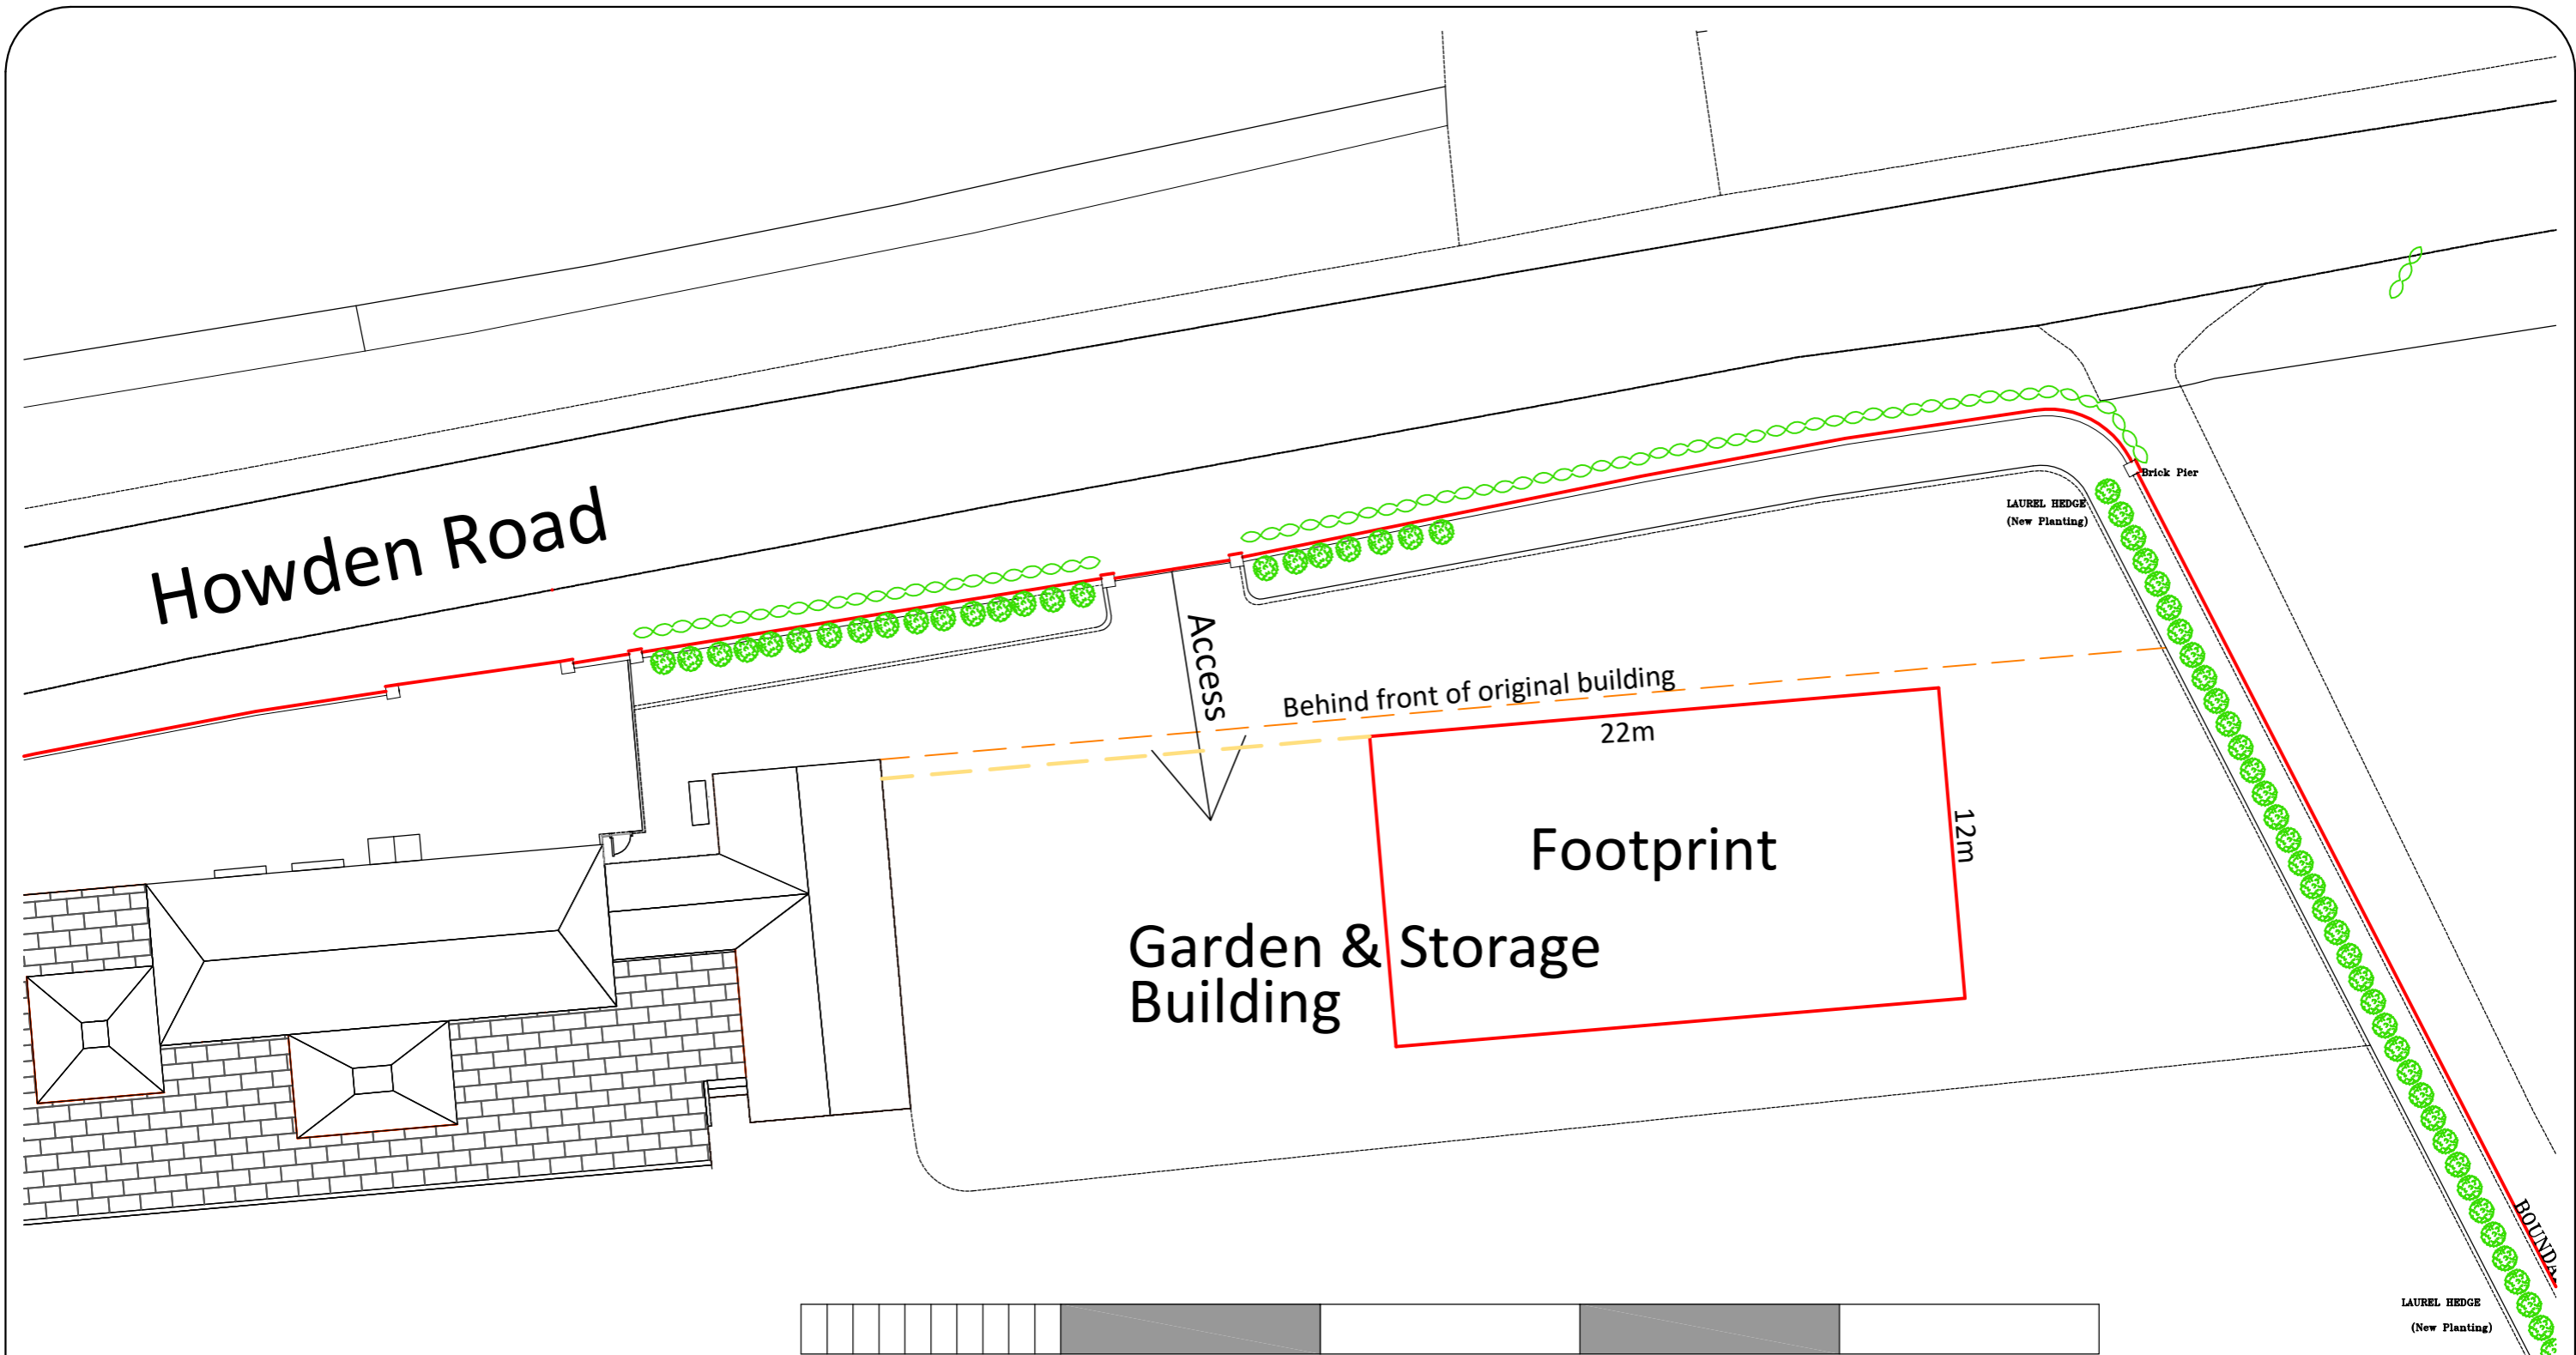 Howden Road
Brick Pier
LAUREL HEDGE
(New Planting)
Access
Behind front of original building
22m
12m
Footprint
Garden & Storage
Building
BOUNDA
LAUREL HEDGE
(New Planting)